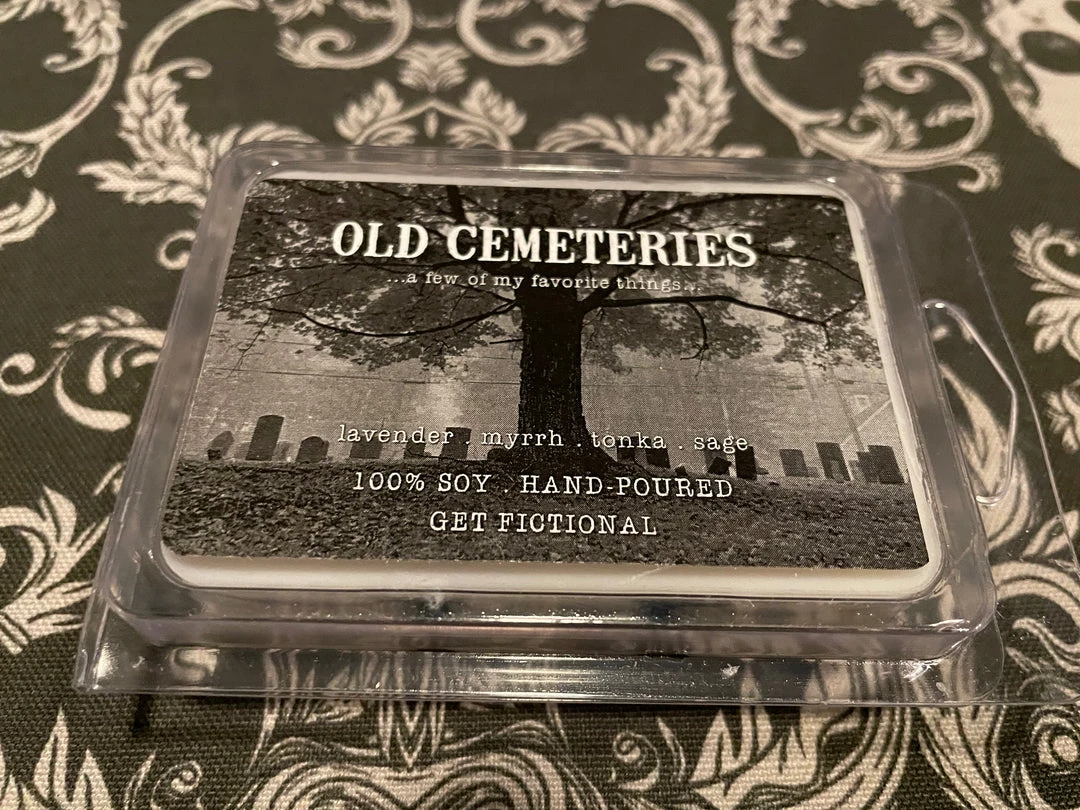 OLD CEMETERIES
...a few of my favorite things...
lavender . myrrh . tonka . sage
100% SOY . HAND-POURED
GET FICTIONAL